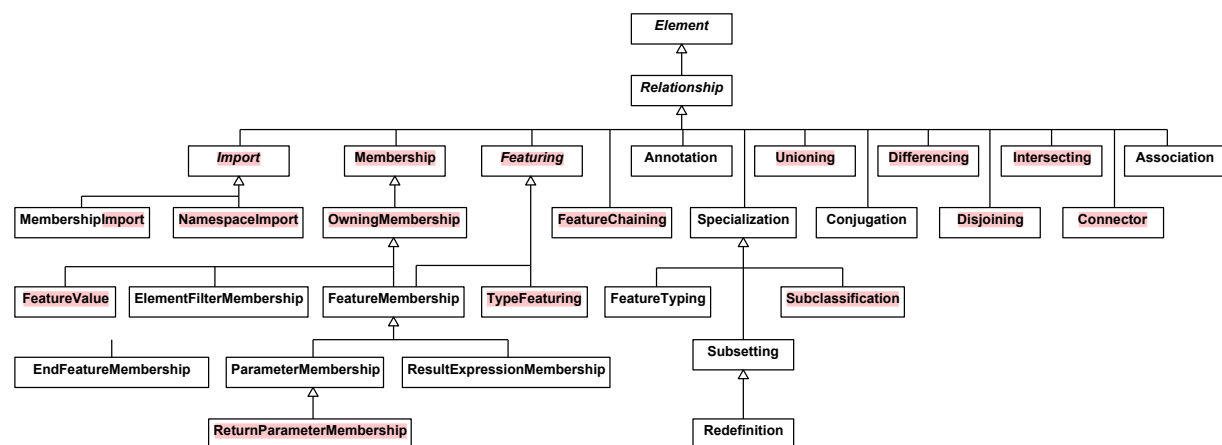 Element
Relationship
Import
Membership
Featuring
Annotation
Unioning
Differencing
Intersecting
Association
MembershipImport
NamespaceImport
OwningMembership
FeatureChaining
Specialization
Conjugation
Disjoining
Connector
FeatureValue
ElementFilterMembership
FeatureMembership
TypeFeaturing
FeatureTyping
Subclassification
EndFeatureMembership
ParameterMembership
ResultExpressionMembership
Subsetting
ReturnParameterMembership
Redefinition